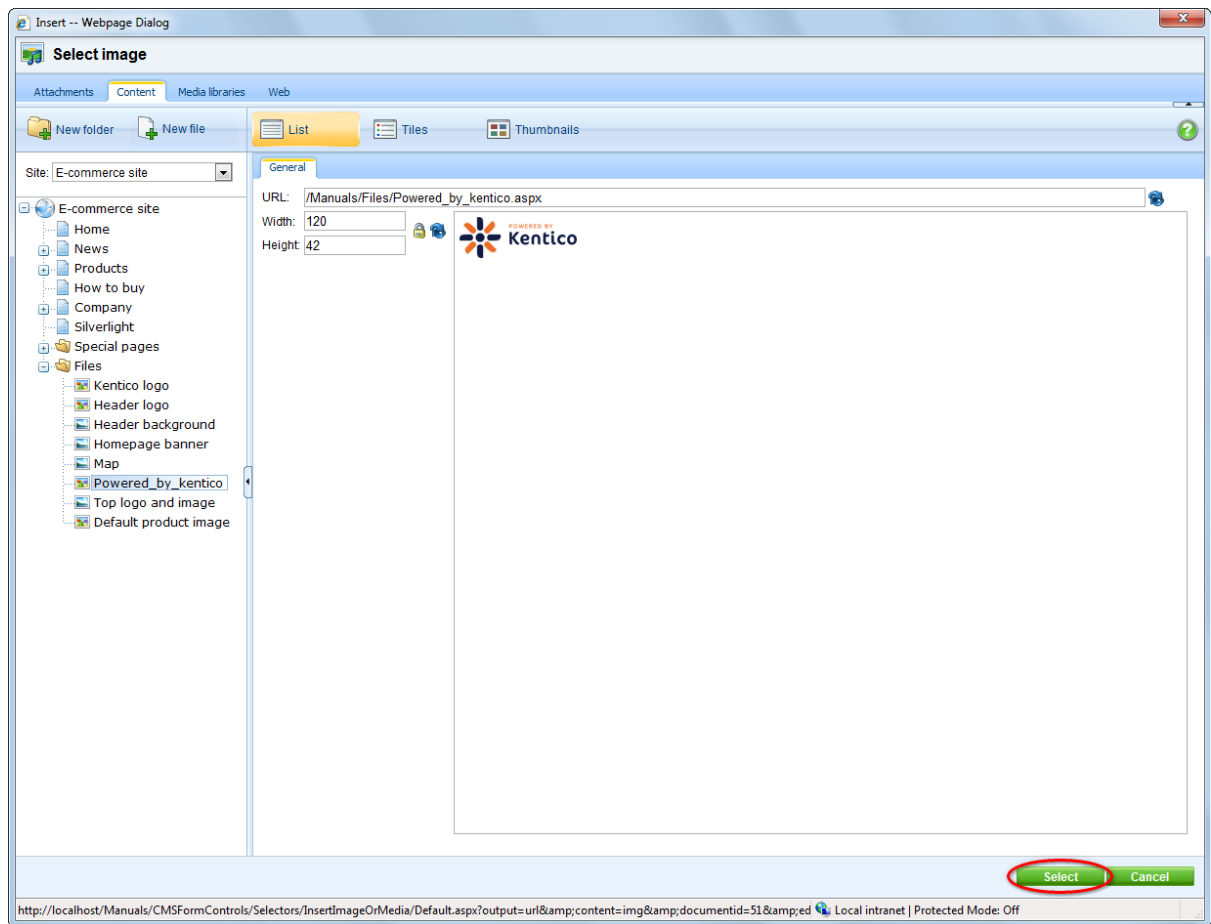 Insert -- Webpage Dialog
Select image
Attachments Content Media libraries Web
New folder New file List Tiles Thumbnails
Site: E-commerce site
General
URL: /Manuals/Files/Powered_by_kentico.aspx
Width: 120
Height: 42
POWERED BY
Kentico
E-commerce site
Home
News
Products
How to buy
Company
Silverlight
Special pages
Files
Kentico logo
Header logo
Header background
Homepage banner
Map
Powered_by_kentico
Top logo and image
Default product image
Select Cancel
http://localhost/Manuals/CMSFormControls/Selectors/InsertImageOrMedia/Default.aspx?output=url&amp;content=img&amp;documentid=51&amp;ed Local intranet | Protected Mode: Off